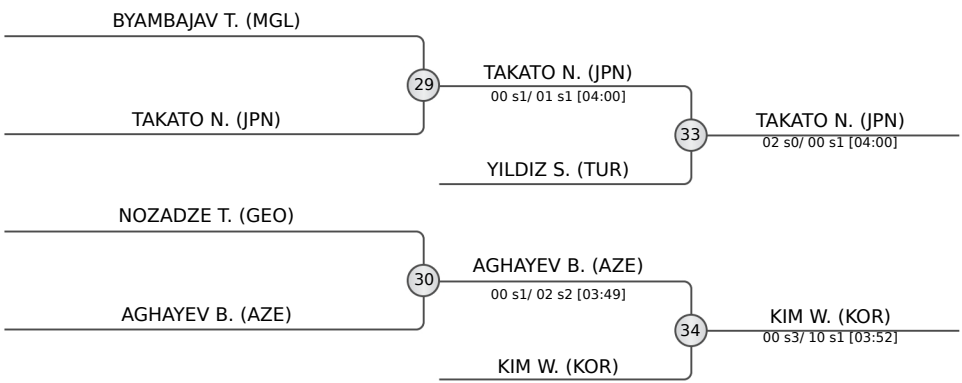 BYAMBAJAV T. (MGL)
29
TAKATO N. (JPN)
TAKATO N. (JPN)
00 s1/ 01 s1 [04:00]
33
YILDIZ S. (TUR)
TAKATO N. (JPN)
02 s0/ 00 s1 [04:00]
NOZADZE T. (GEO)
30
AGHAYEV B. (AZE)
AGHAYEV B. (AZE)
00 s1/ 02 s2 [03:49]
34
KIM W. (KOR)
KIM W. (KOR)
00 s3/ 10 s1 [03:52]